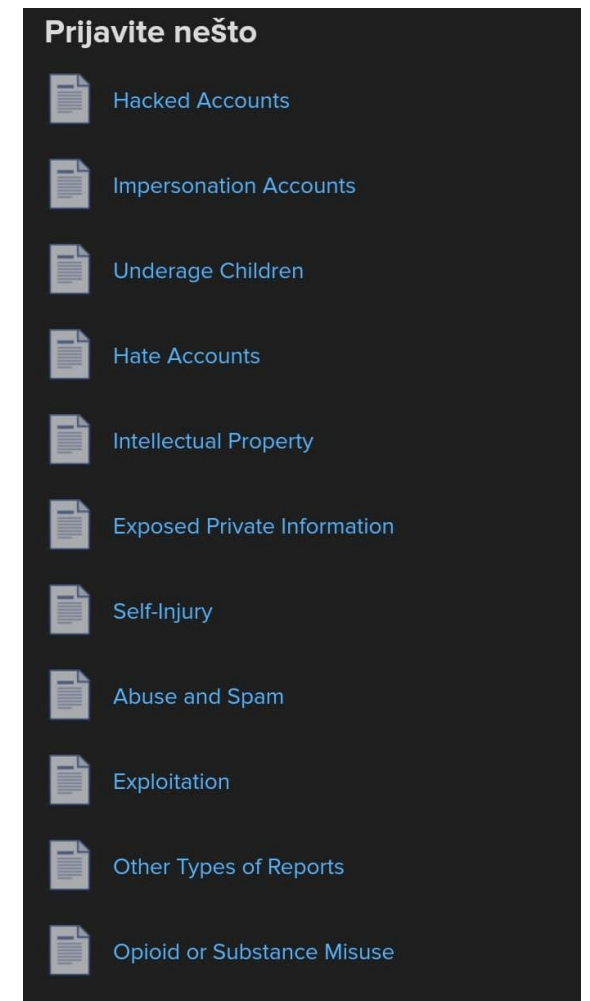 Prijavite nešto
Hacked Accounts
Impersonation Accounts
Underage Children
Hate Accounts
Intellectual Property
Exposed Private Information
Self-Injury
Abuse and Spam
Exploitation
Other Types of Reports
Opioid or Substance Misuse